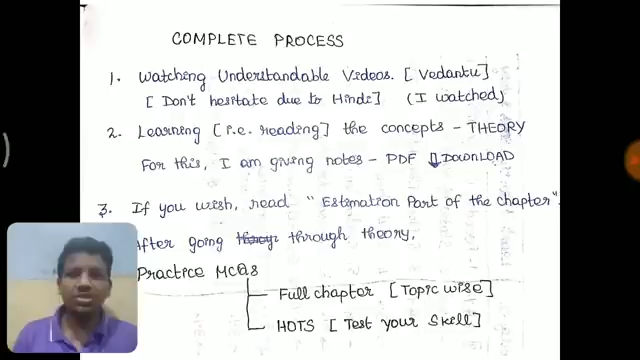 COMPLETE PROCESS
1. Watching Understandable Videos. [Vedantu]
[Don't hesitate due to Hindi] (I watched)
2. Learning [i.e. reading] the concepts - THEORY
For this, I am giving notes - PDF ⇓ DOWNLOAD
3. If you wish, read "Estimation Part of the chapter".
After going through theory,
Practice MCQs
Full chapter [Topic wise]
HOTS [Test your Skell]